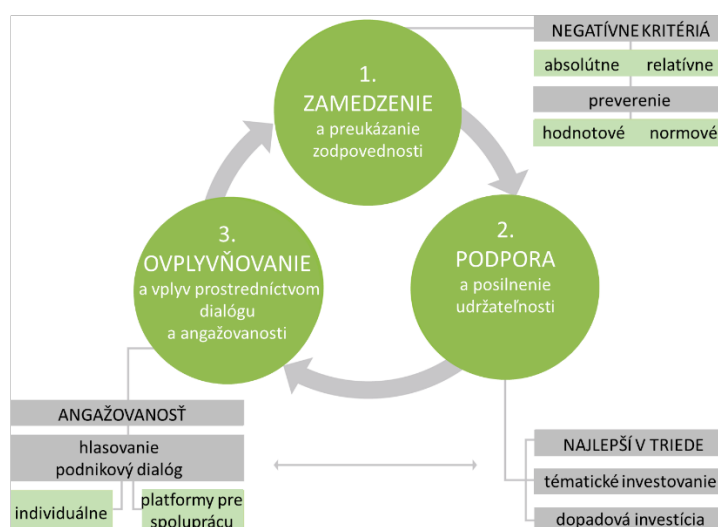 1.
ZAMEDZENIE
a preukázanie
zodpovednosti
NEGATÍVNE KRITÉRIÁ
absolútne relatívne
preverenie
hodnotové normové
2.
PODPORA
a posilnenie
udržateľnosti
3.
OVPLYVŇOVANIE
a vplyv prostredníctvom
dialógu
a angažovanosti
ANGAŽOVANOSŤ
hlasovanie
podnikový dialóg
individuálne
platformy pre
spoluprácu
NAJLEPŠÍ V TRIEDE
tématické investovanie
dopadová investícia